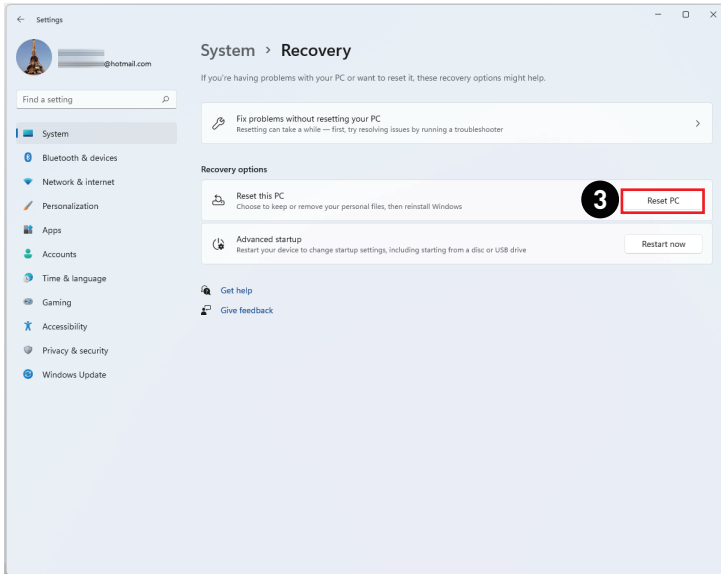 Settings
@hotmail.com
Find a setting
System
Bluetooth & devices
Network & internet
Personalization
Apps
Accounts
Time & language
Gaming
Accessibility
Privacy & security
Windows Update
System > Recovery
If you're having problems with your PC or want to reset it, these recovery options might help.
Fix problems without resetting your PC
Resetting can take a while — first, try resolving issues by running a troubleshooter
Recovery options
Reset this PC
Choose to keep or remove your personal files, then reinstall Windows
3
Reset PC
Advanced startup
Restart your device to change startup settings, including starting from a disc or USB drive
Restart now
Get help
Give feedback